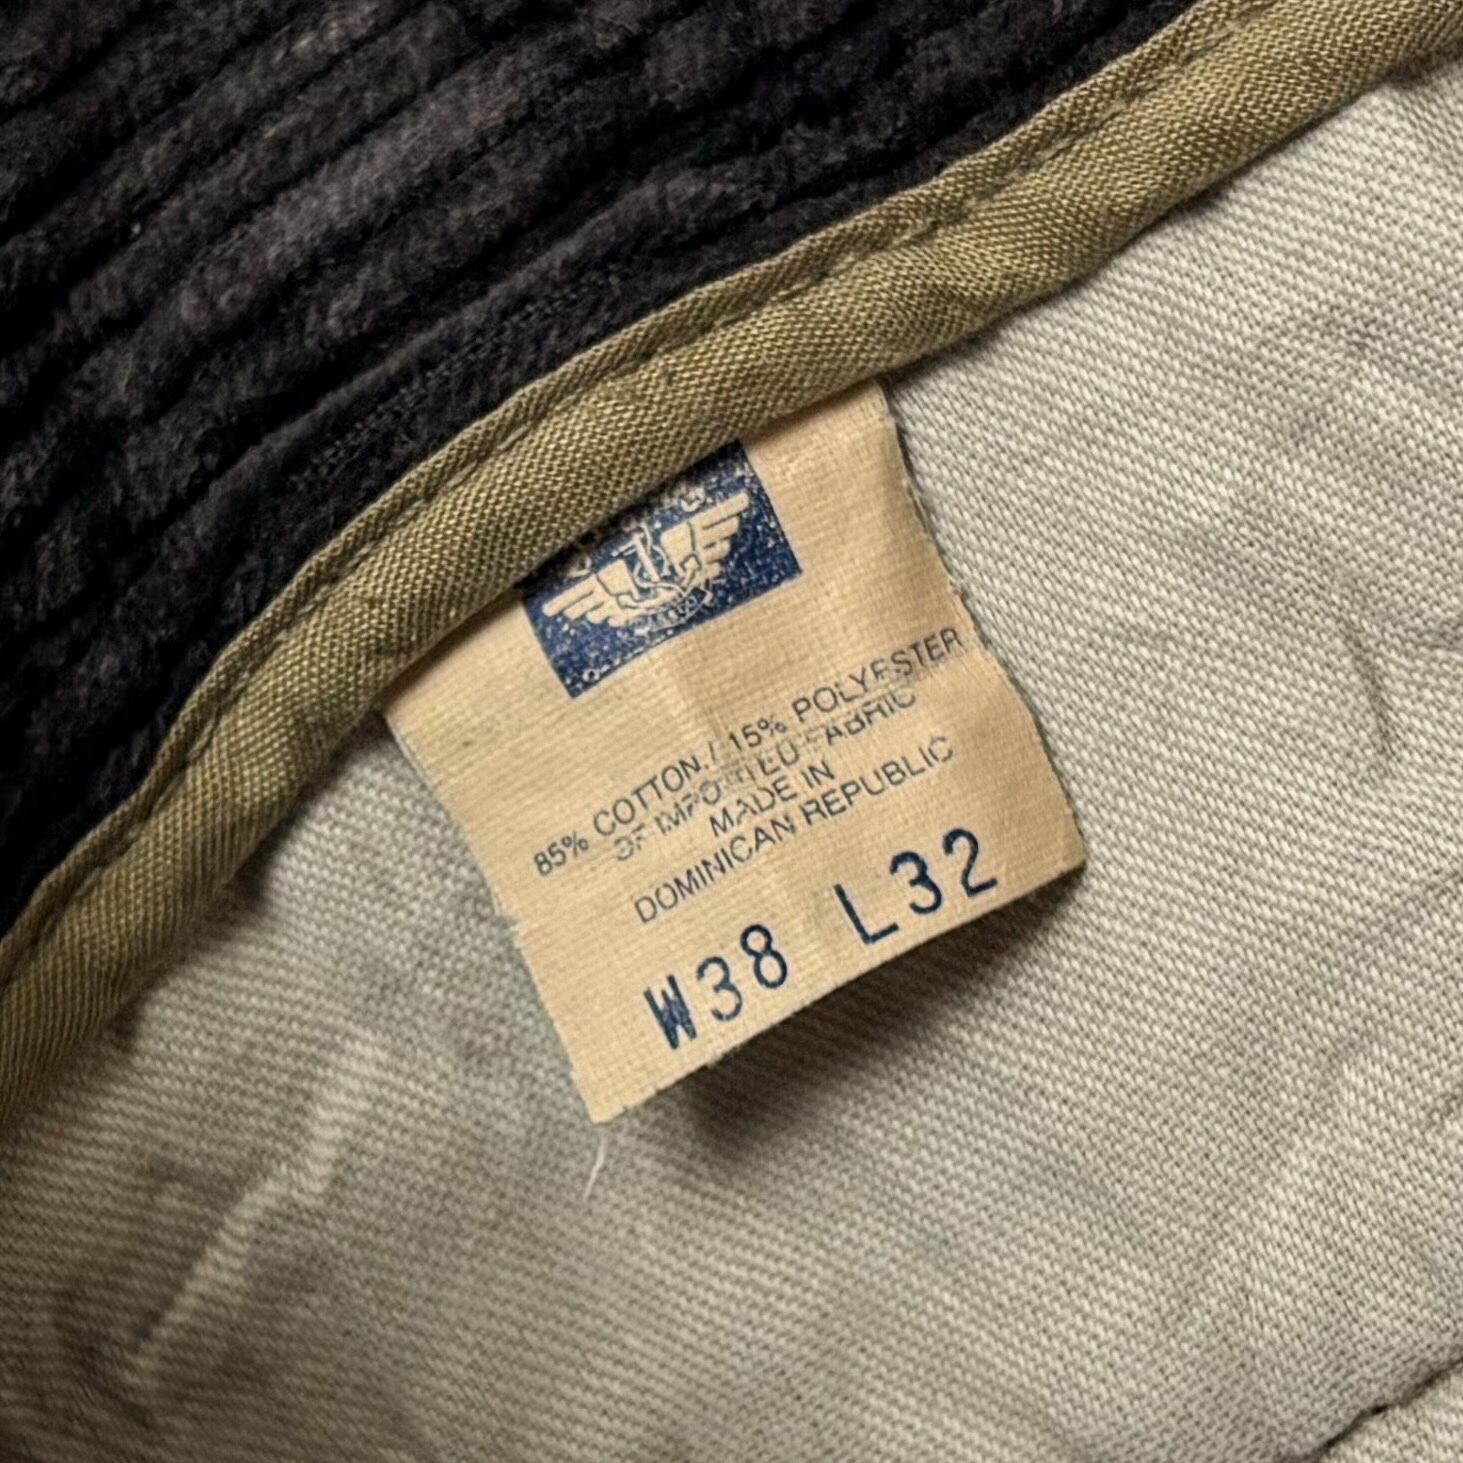 85% COTTON / 15% POLYESTER
OF IMPORTED FABRIC
MADE IN
DOMINICAN REPUBLIC
W38 L32